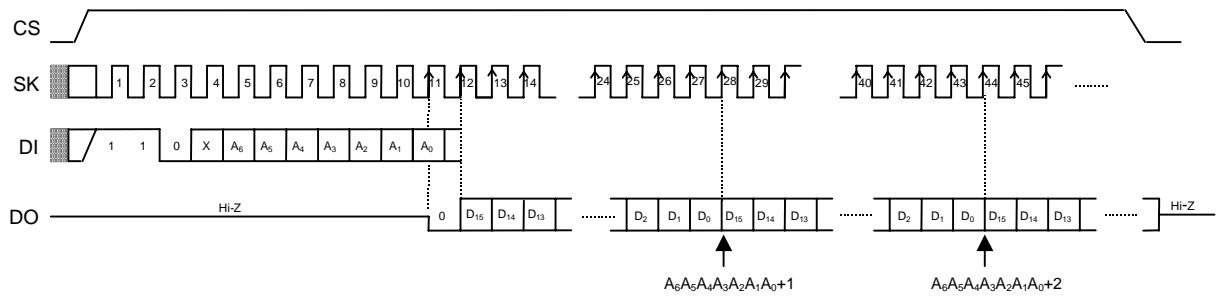 CS
SK 1 2 3 4 5 6 7 8 9 10 11 12 13 14 24 25 26 27 28 29 40 41 42 43 44 45 ........
DI 1 1 0 X A₆ A₅ A₄ A₃ A₂ A₁ A₀
DO Hi-Z 0 D₁₅ D₁₄ D₁₃ ........ D₂ D₁ D₀ D₁₅ D₁₄ D₁₃ ........ D₂ D₁ D₀ D₁₅ D₁₄ D₁₃ ........ Hi-Z
A₆A₅A₄A₃A₂A₁A₀+1 A₆A₅A₄A₃A₂A₁A₀+2